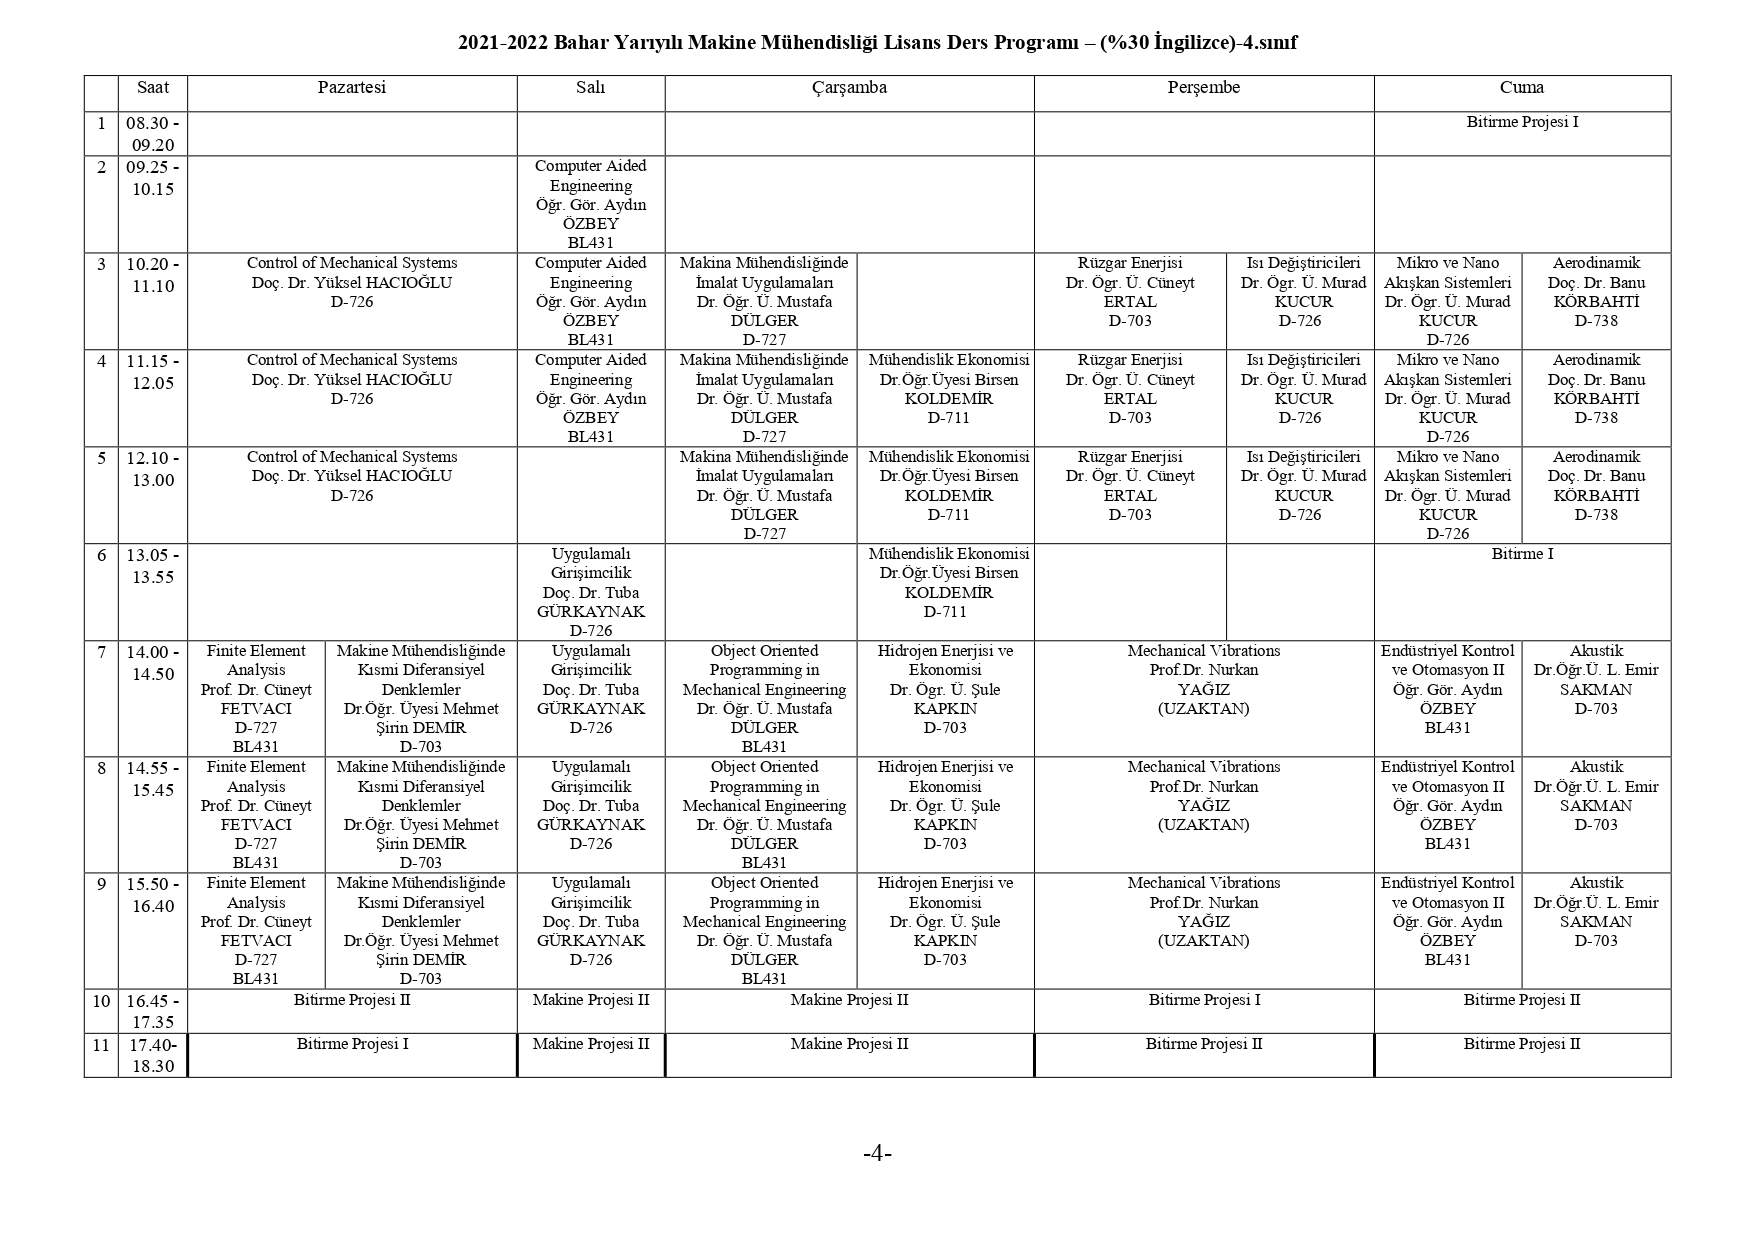 2021-2022 Bahar Yarıyılı Makine Mühendisliği Lisans Ders Programı – (%30 İngilizce)-4.sınıf
Saat
Pazartesi
Salı
Çarşamba
Perşembe
Cuma
1
08.30 -
09.20
Bitirme Projesi I
2
09.25 -
10.15
Computer Aided
Engineering
Öğr. Gör. Aydın
ÖZBEY
BL431
3
10.20 -
11.10
Control of Mechanical Systems
Doç. Dr. Yüksel HACIOĞLU
D-726
Computer Aided
Engineering
Öğr. Gör. Aydın
ÖZBEY
BL431
Makina Mühendisliğinde
İmalat Uygulamaları
Dr. Öğr. Ü. Mustafa
DÜLGER
D-727
Rüzgar Enerjisi
Dr. Ögr. Ü. Cüneyt
ERTAL
D-703
Isı Değiştiricileri
Dr. Ögr. Ü. Murad
KUCUR
D-726
Mikro ve Nano
Akışkan Sistemleri
Dr. Ögr. Ü. Murad
KUCUR
D-726
Aerodinamik
Doç. Dr. Banu
KÖRBAHTİ
D-738
4
11.15 -
12.05
Control of Mechanical Systems
Doç. Dr. Yüksel HACIOĞLU
D-726
Computer Aided
Engineering
Öğr. Gör. Aydın
ÖZBEY
BL431
Makina Mühendisliğinde
İmalat Uygulamaları
Dr. Öğr. Ü. Mustafa
DÜLGER
D-727
Mühendislik Ekonomisi
Dr.Öğr.Üyesi Birsen
KOLDEMİR
D-711
Rüzgar Enerjisi
Dr. Ögr. Ü. Cüneyt
ERTAL
D-703
Isı Değiştiricileri
Dr. Ögr. Ü. Murad
KUCUR
D-726
Mikro ve Nano
Akışkan Sistemleri
Dr. Ögr. Ü. Murad
KUCUR
D-726
Aerodinamik
Doç. Dr. Banu
KÖRBAHTİ
D-738
5
12.10 -
13.00
Control of Mechanical Systems
Doç. Dr. Yüksel HACIOĞLU
D-726
Makina Mühendisliğinde
İmalat Uygulamaları
Dr. Öğr. Ü. Mustafa
DÜLGER
D-727
Mühendislik Ekonomisi
Dr.Öğr.Üyesi Birsen
KOLDEMİR
D-711
Rüzgar Enerjisi
Dr. Ögr. Ü. Cüneyt
ERTAL
D-703
Isı Değiştiricileri
Dr. Ögr. Ü. Murad
KUCUR
D-726
Mikro ve Nano
Akışkan Sistemleri
Dr. Ögr. Ü. Murad
KUCUR
D-726
Aerodinamik
Doç. Dr. Banu
KÖRBAHTİ
D-738
6
13.05 -
13.55
Uygulamalı
Girişimcilik
Doç. Dr. Tuba
GÜRKAYNAK
D-726
Mühendislik Ekonomisi
Dr.Öğr.Üyesi Birsen
KOLDEMİR
D-711
Bitirme I
7
14.00 -
14.50
Finite Element
Analysis
Prof. Dr. Cüneyt
FETVACI
D-727
BL431
Makine Mühendisliğinde
Kısmi Diferansiyel
Denklemler
Dr.Öğr. Üyesi Mehmet
Şirin DEMİR
D-703
Uygulamalı
Girişimcilik
Doç. Dr. Tuba
GÜRKAYNAK
D-726
Object Oriented
Programming in
Mechanical Engineering
Dr. Öğr. Ü. Mustafa
DÜLGER
BL431
Hidrojen Enerjisi ve
Ekonomisi
Dr. Ögr. Ü. Şule
KAPKIN
D-703
Mechanical Vibrations
Prof.Dr. Nurkan
YAĞIZ
(UZAKTAN)
Endüstriyel Kontrol
ve Otomasyon II
Öğr. Gör. Aydın
ÖZBEY
BL431
Akustik
Dr.Öğr.Ü. L. Emir
SAKMAN
D-703
8
14.55 -
15.45
Finite Element
Analysis
Prof. Dr. Cüneyt
FETVACI
D-727
BL431
Makine Mühendisliğinde
Kısmi Diferansiyel
Denklemler
Dr.Öğr. Üyesi Mehmet
Şirin DEMİR
D-703
Uygulamalı
Girişimcilik
Doç. Dr. Tuba
GÜRKAYNAK
D-726
Object Oriented
Programming in
Mechanical Engineering
Dr. Öğr. Ü. Mustafa
DÜLGER
BL431
Hidrojen Enerjisi ve
Ekonomisi
Dr. Ögr. Ü. Şule
KAPKIN
D-703
Mechanical Vibrations
Prof.Dr. Nurkan
YAĞIZ
(UZAKTAN)
Endüstriyel Kontrol
ve Otomasyon II
Öğr. Gör. Aydın
ÖZBEY
BL431
Akustik
Dr.Öğr.Ü. L. Emir
SAKMAN
D-703
9
15.50 -
16.40
Finite Element
Analysis
Prof. Dr. Cüneyt
FETVACI
D-727
BL431
Makine Mühendisliğinde
Kısmi Diferansiyel
Denklemler
Dr.Öğr. Üyesi Mehmet
Şirin DEMİR
D-703
Uygulamalı
Girişimcilik
Doç. Dr. Tuba
GÜRKAYNAK
D-726
Object Oriented
Programming in
Mechanical Engineering
Dr. Öğr. Ü. Mustafa
DÜLGER
BL431
Hidrojen Enerjisi ve
Ekonomisi
Dr. Ögr. Ü. Şule
KAPKIN
D-703
Mechanical Vibrations
Prof.Dr. Nurkan
YAĞIZ
(UZAKTAN)
Endüstriyel Kontrol
ve Otomasyon II
Öğr. Gör. Aydın
ÖZBEY
BL431
Akustik
Dr.Öğr.Ü. L. Emir
SAKMAN
D-703
10
16.45 -
17.35
Bitirme Projesi II
Makine Projesi II
Makine Projesi II
Bitirme Projesi I
Bitirme Projesi II
11
17.40-
18.30
Bitirme Projesi I
Makine Projesi II
Makine Projesi II
Bitirme Projesi II
Bitirme Projesi II
-4-